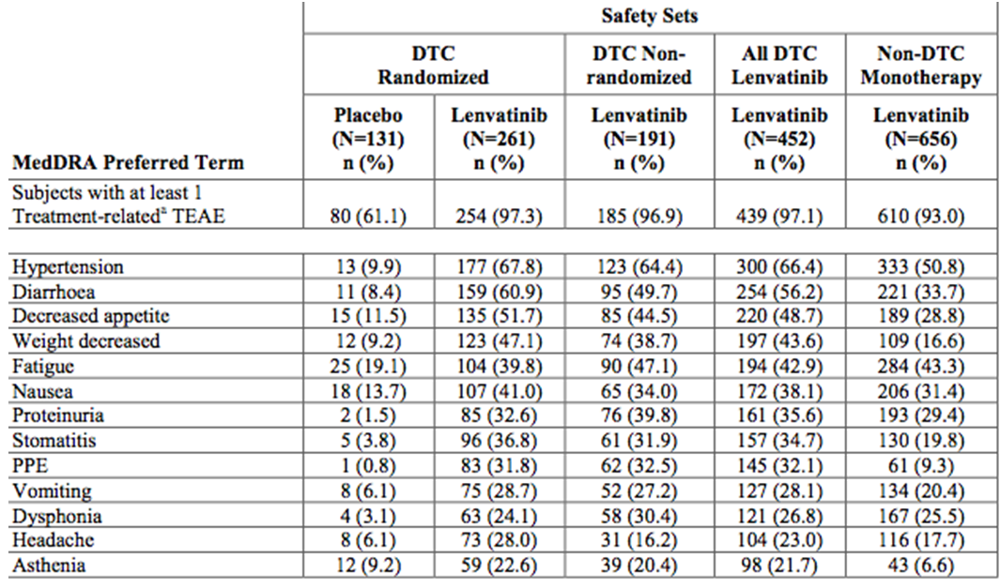 Safety Sets
DTC Randomized | DTC Non-randomized | All DTC Lenvatinib | Non-DTC Monotherapy
MedDRA Preferred Term | Placebo (N=131) n (%) | Lenvatinib (N=261) n (%) | Lenvatinib (N=191) n (%) | Lenvatinib (N=452) n (%) | Lenvatinib (N=656) n (%)
Subjects with at least 1
Treatment-relatedª TEAE 80 (61.1) 254 (97.3) 185 (96.9) 439 (97.1) 610 (93.0)
Hypertension 13 (9.9) 177 (67.8) 123 (64.4) 300 (66.4) 333 (50.8)
Diarrhoea 11 (8.4) 159 (60.9) 95 (49.7) 254 (56.2) 221 (33.7)
Decreased appetite 15 (11.5) 135 (51.7) 85 (44.5) 220 (48.7) 189 (28.8)
Weight decreased 12 (9.2) 123 (47.1) 74 (38.7) 197 (43.6) 109 (16.6)
Fatigue 25 (19.1) 104 (39.8) 90 (47.1) 194 (42.9) 284 (43.3)
Nausea 18 (13.7) 107 (41.0) 65 (34.0) 172 (38.1) 206 (31.4)
Proteinuria 2 (1.5) 85 (32.6) 76 (39.8) 161 (35.6) 193 (29.4)
Stomatitis 5 (3.8) 96 (36.8) 61 (31.9) 157 (34.7) 130 (19.8)
PPE 1 (0.8) 83 (31.8) 62 (32.5) 145 (32.1) 61 (9.3)
Vomiting 8 (6.1) 75 (28.7) 52 (27.2) 127 (28.1) 134 (20.4)
Dysphonia 4 (3.1) 63 (24.1) 58 (30.4) 121 (26.8) 167 (25.5)
Headache 8 (6.1) 73 (28.0) 31 (16.2) 104 (23.0) 116 (17.7)
Asthenia 12 (9.2) 59 (22.6) 39 (20.4) 98 (21.7) 43 (6.6)